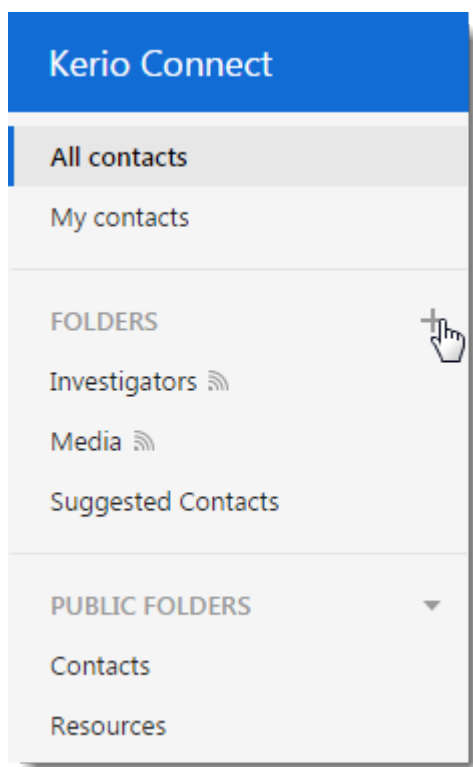 Kerio Connect
All contacts
My contacts
FOLDERS
Investigators
Media
Suggested Contacts
PUBLIC FOLDERS
Contacts
Resources